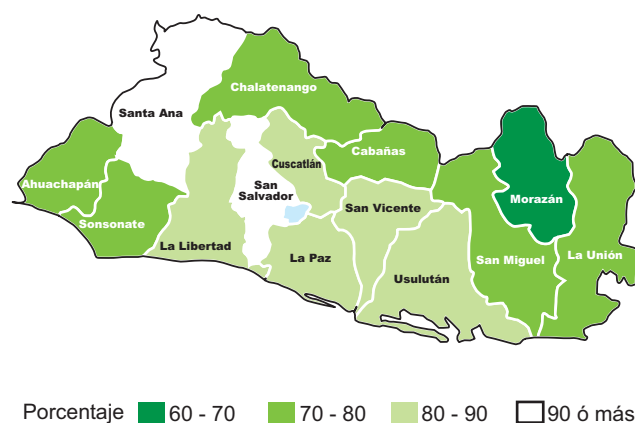 Chalatenango
Santa Ana
Cabañas
Cuscatlán
Ahuachapán
San
Salvador
Morazán
San Vicente
Sonsonate
La Libertad
La Paz
San Miguel
La Unión
Usulután
Porcentaje 60 - 70 70 - 80 80 - 90 90 ó más